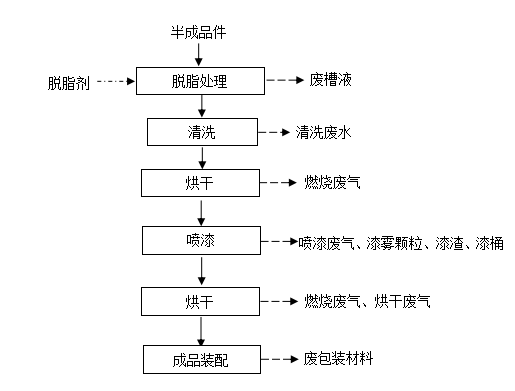 半成品件
脱脂剂
脱脂处理
废槽液
清洗
清洗废水
烘干
燃烧废气
喷漆
喷漆废气、漆雾颗粒、漆渣、漆桶
烘干
燃烧废气、烘干废气
成品装配
废包装材料